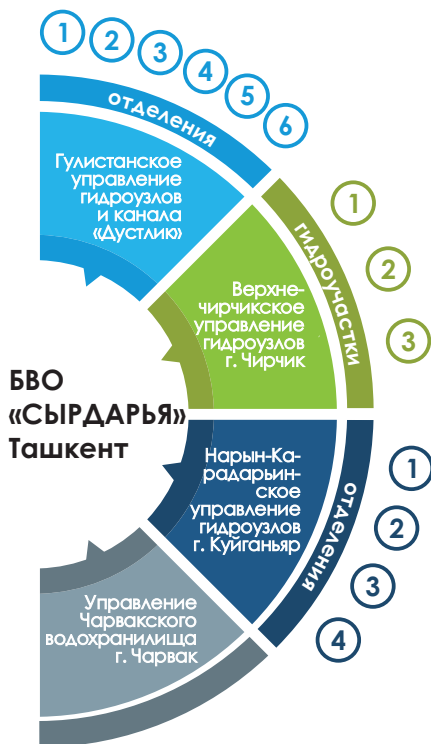 1
2
3
4
5
6
отделения
Гулистанское
управление
гидроузлов
и канала
«Дустлик»
1
2
3
гидроучастки
Верхне-
чирчикское
управление
гидроузлов
г. Чирчик
БВО
«СЫРДАРЬЯ»
Ташкент
Нарын-Ка-
радарьин-
ское
управление
гидроузлов
г. Куйганьяр
отделения
1
2
3
4
Управление
Чарвакского
водохранилища
г. Чарвак